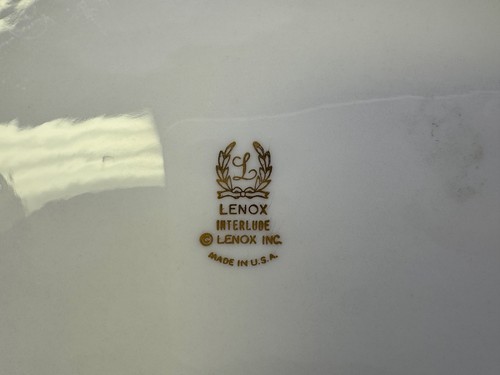 L
LENOX
INTERLUDE
© LENOX INC.
MADE IN U.S.A.